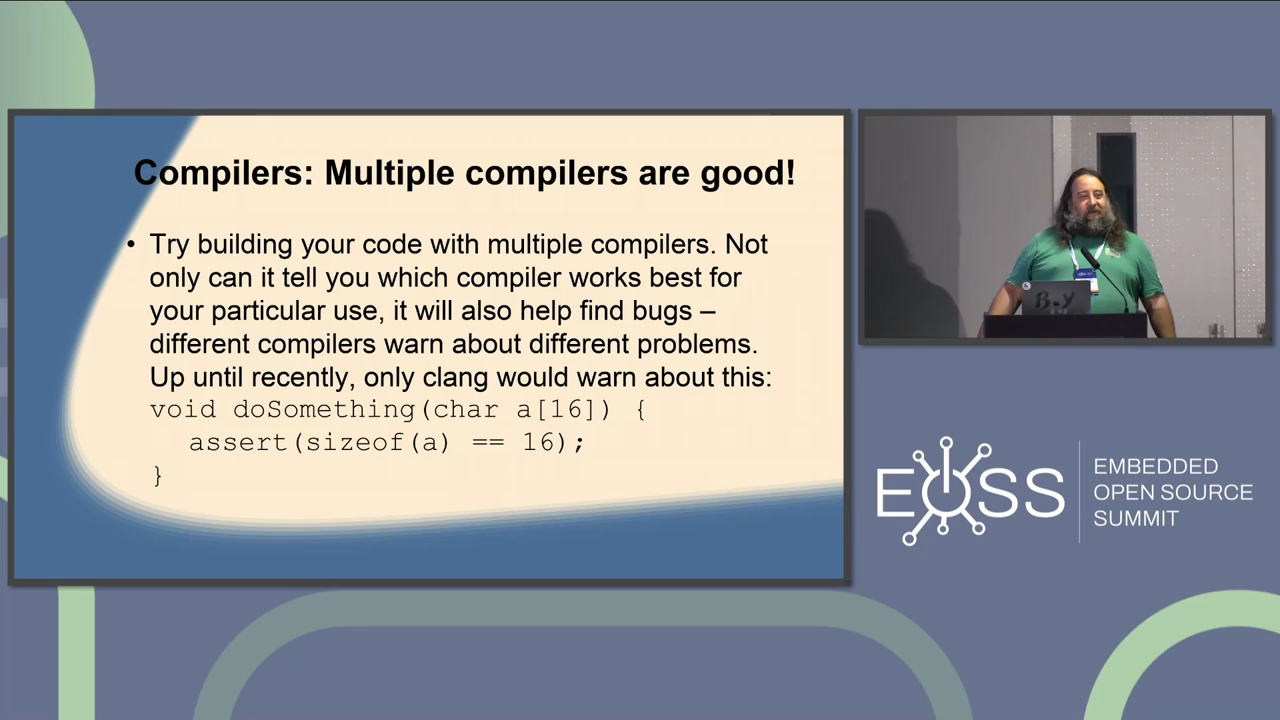 Compilers: Multiple compilers are good!
• Try building your code with multiple compilers. Not
only can it tell you which compiler works best for
your particular use, it will also help find bugs –
different compilers warn about different problems.
Up until recently, only clang would warn about this:
void doSomething(char a[16]) {
assert(sizeof(a) == 16);
}
EOSS
EMBEDDED
OPEN SOURCE
SUMMIT